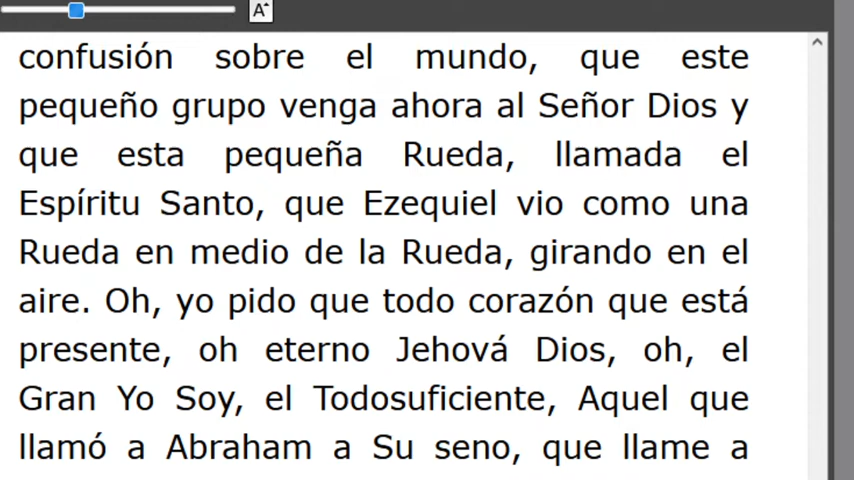 A
confusión sobre el mundo, que este
pequeño grupo venga ahora al Señor Dios y
que esta pequeña Rueda, llamada el
Espíritu Santo, que Ezequiel vio como una
Rueda en medio de la Rueda, girando en el
aire. Oh, yo pido que todo corazón que está
presente, oh eterno Jehová Dios, oh, el
Gran Yo Soy, el Todosuficiente, Aquel que
llamó a Abraham a Su seno, que llame a